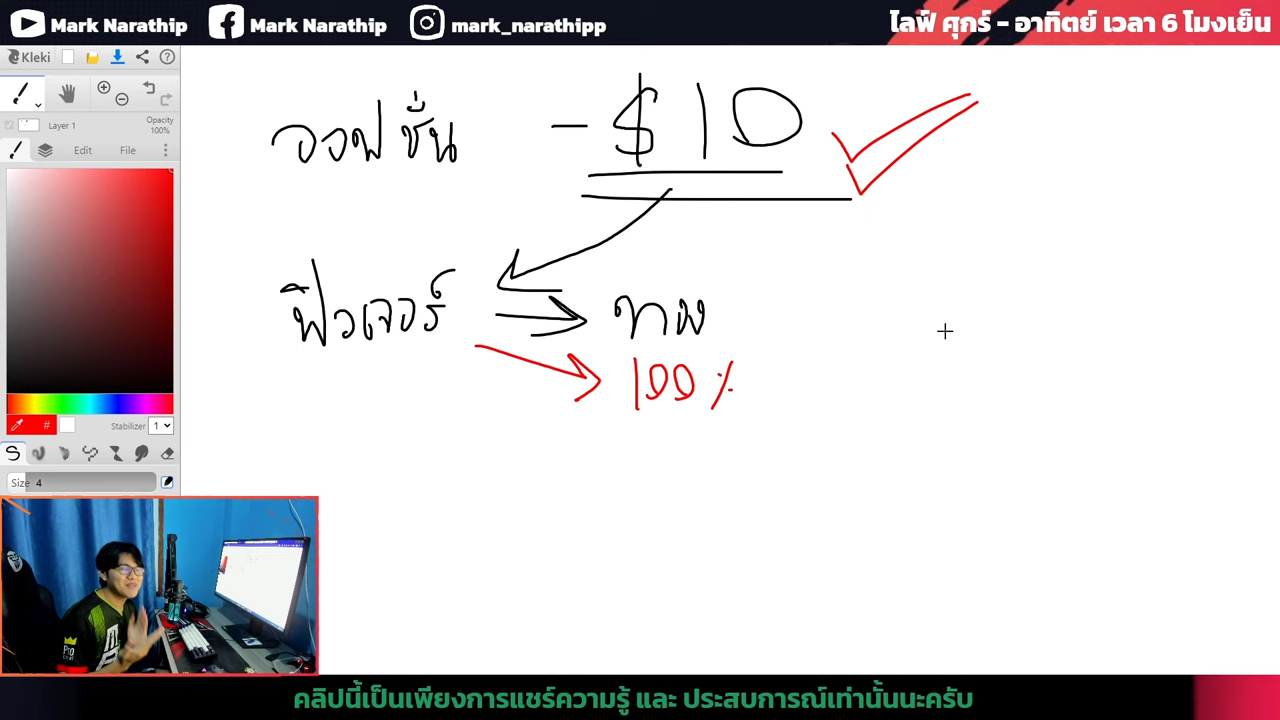 Mark Narathip Mark Narathip mark_narathipp ไลฟ์ ศุกร์ - อาทิตย์ เวลา 6 โมงเย็น
Kleki
Layer 1
Opacity
100%
Edit File
Stabilizer 1
Size 4
ออฟชั่น - $10
ฟิวเจอร์ ทอง
100%
คลิปนี้เป็นเพียงการแชร์ความรู้ และ ประสบการณ์เท่านั้นนะครับ